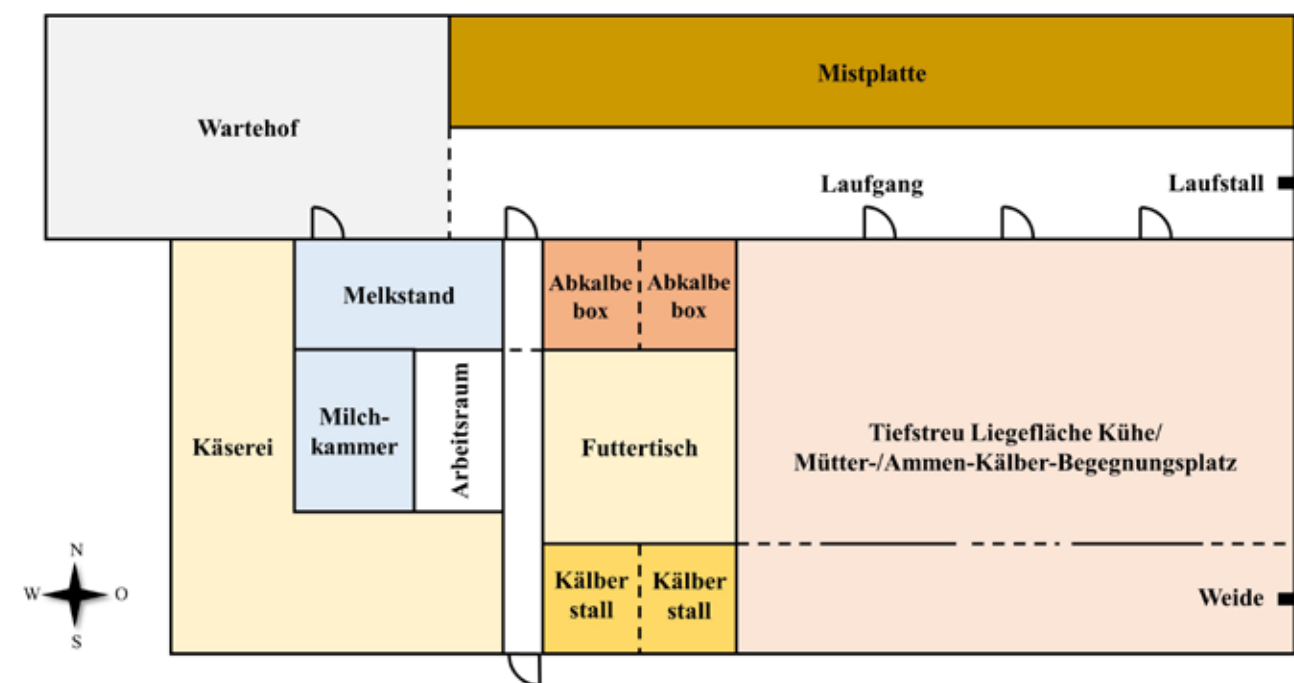 Mistplatte
Wartehof
Laufgang
Laufstall
Melkstand
Abkalbe
box
Abkalbe
box
Käserei
Milch-
kammer
Arbeitsraum
Futtertisch
Tiefstreu Liegefläche Kühe/
Mütter-/Ammen-Kälber-Begegnungsplatz
Kälber
stall
Kälber
stall
Weide
N
W
O
S